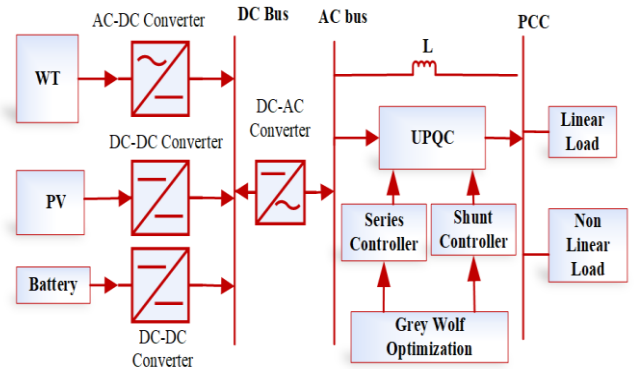 AC-DC Converter
DC Bus
AC bus
PCC
WT
L
DC-AC
Converter
DC-DC Converter
UPQC
Linear
Load
PV
Series
Controller
Shunt
Controller
Non
Linear
Load
Battery
DC-DC
Converter
Grey Wolf
Optimization